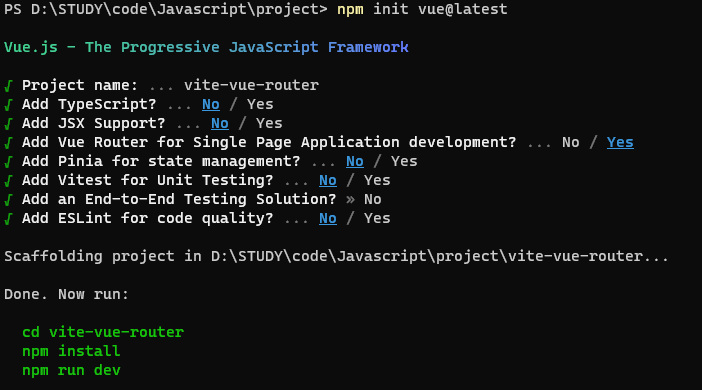 PS D:\STUDY\code\Javascript\project> npm init vue@latest
Vue.js - The Progressive JavaScript Framework
√ Project name: ... vite-vue-router
√ Add TypeScript? ... No / Yes
√ Add JSX Support? ... No / Yes
√ Add Vue Router for Single Page Application development? ... No / Yes
√ Add Pinia for state management? ... No / Yes
√ Add Vitest for Unit Testing? ... No / Yes
√ Add an End-to-End Testing Solution? » No
√ Add ESLint for code quality? ... No / Yes
Scaffolding project in D:\STUDY\code\Javascript\project\vite-vue-router...
Done. Now run:
cd vite-vue-router
npm install
npm run dev